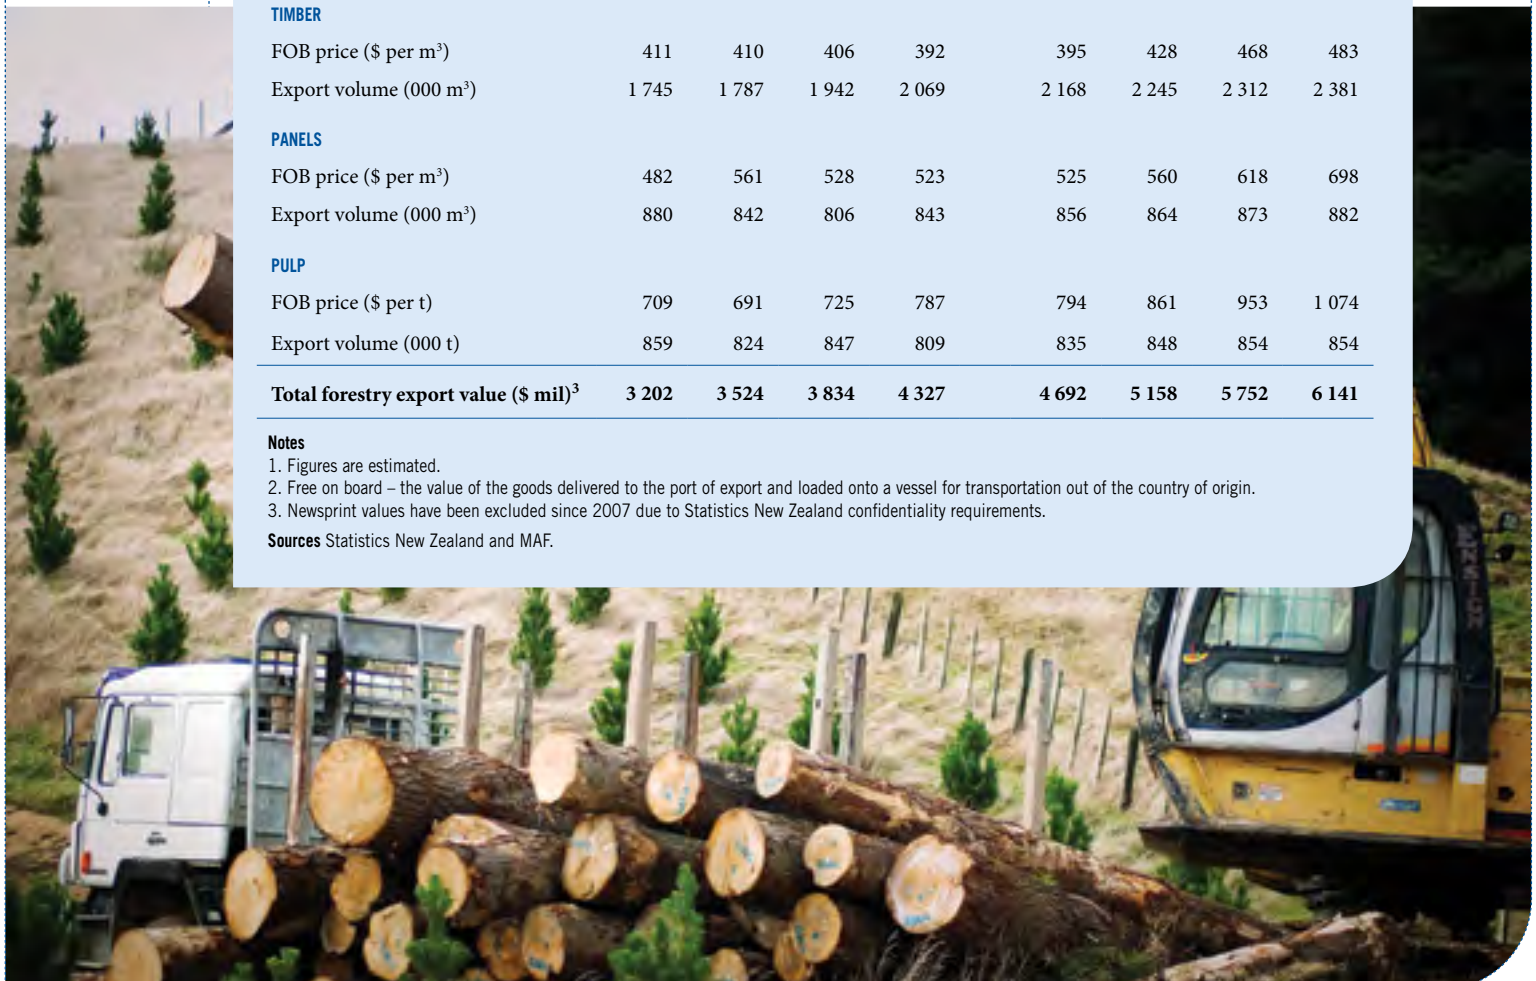 TIMBER
FOB price ($ per m³) 411 410 406 392 395 428 468 483
Export volume (000 m³) 1 745 1 787 1 942 2 069 2 168 2 245 2 312 2 381
PANELS
FOB price ($ per m³) 482 561 528 523 525 560 618 698
Export volume (000 m³) 880 842 806 843 856 864 873 882
PULP
FOB price ($ per t) 709 691 725 787 794 861 953 1 074
Export volume (000 t) 859 824 847 809 835 848 854 854
Total forestry export value ($ mil)³ 3 202 3 524 3 834 4 327 4 692 5 158 5 752 6 141
Notes
1. Figures are estimated.
2. Free on board – the value of the goods delivered to the port of export and loaded onto a vessel for transportation out of the country of origin.
3. Newsprint values have been excluded since 2007 due to Statistics New Zealand confidentiality requirements.
Sources Statistics New Zealand and MAF.